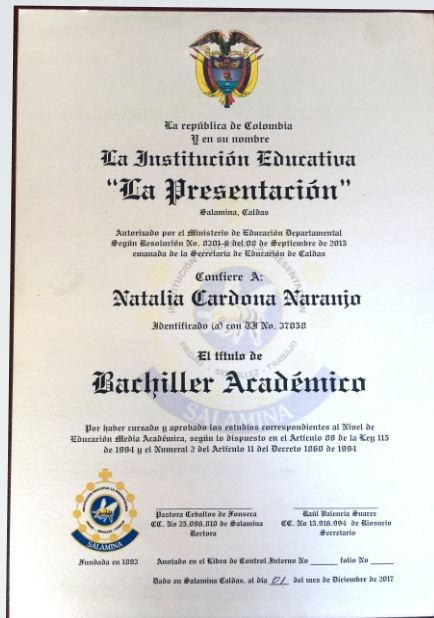 La república de Colombia
Y en su nombre
La Institución Educativa
“La Presentación”
Salamina, Caldas
Autorizado por el Ministerio de Educación Departamental
Según Resolución No. 8301-6 del 08 de Septiembre de 2015
emanada de la Secretaría de Educación de Caldas
Confiere A:
Natalia Cardona Naranjo
Identificado (a) con TI No. 37058
El título de
Bachiller Académico
Por haber cursado y aprobado los estudios correspondientes al Nivel de
Educación Media Académica, según lo dispuesto en el Artículo 89 de la Ley 115
de 1994 y el Numeral 2 del Artículo 11 del Decreto 1860 de 1994
SALAMINA
Pastora Ceballos de Fonseca
CC. No 25.086.010 de Salamina
Rectora
Raúl Valencia Suarez
CC. No 15.916.994 de Riosucio
Secretario
Fundada en 1893
Anotado en el Libro de Control Interno No ______ folio No ______
Dado en Salamina Caldas, al día 01 del mes de Diciembre de 2017